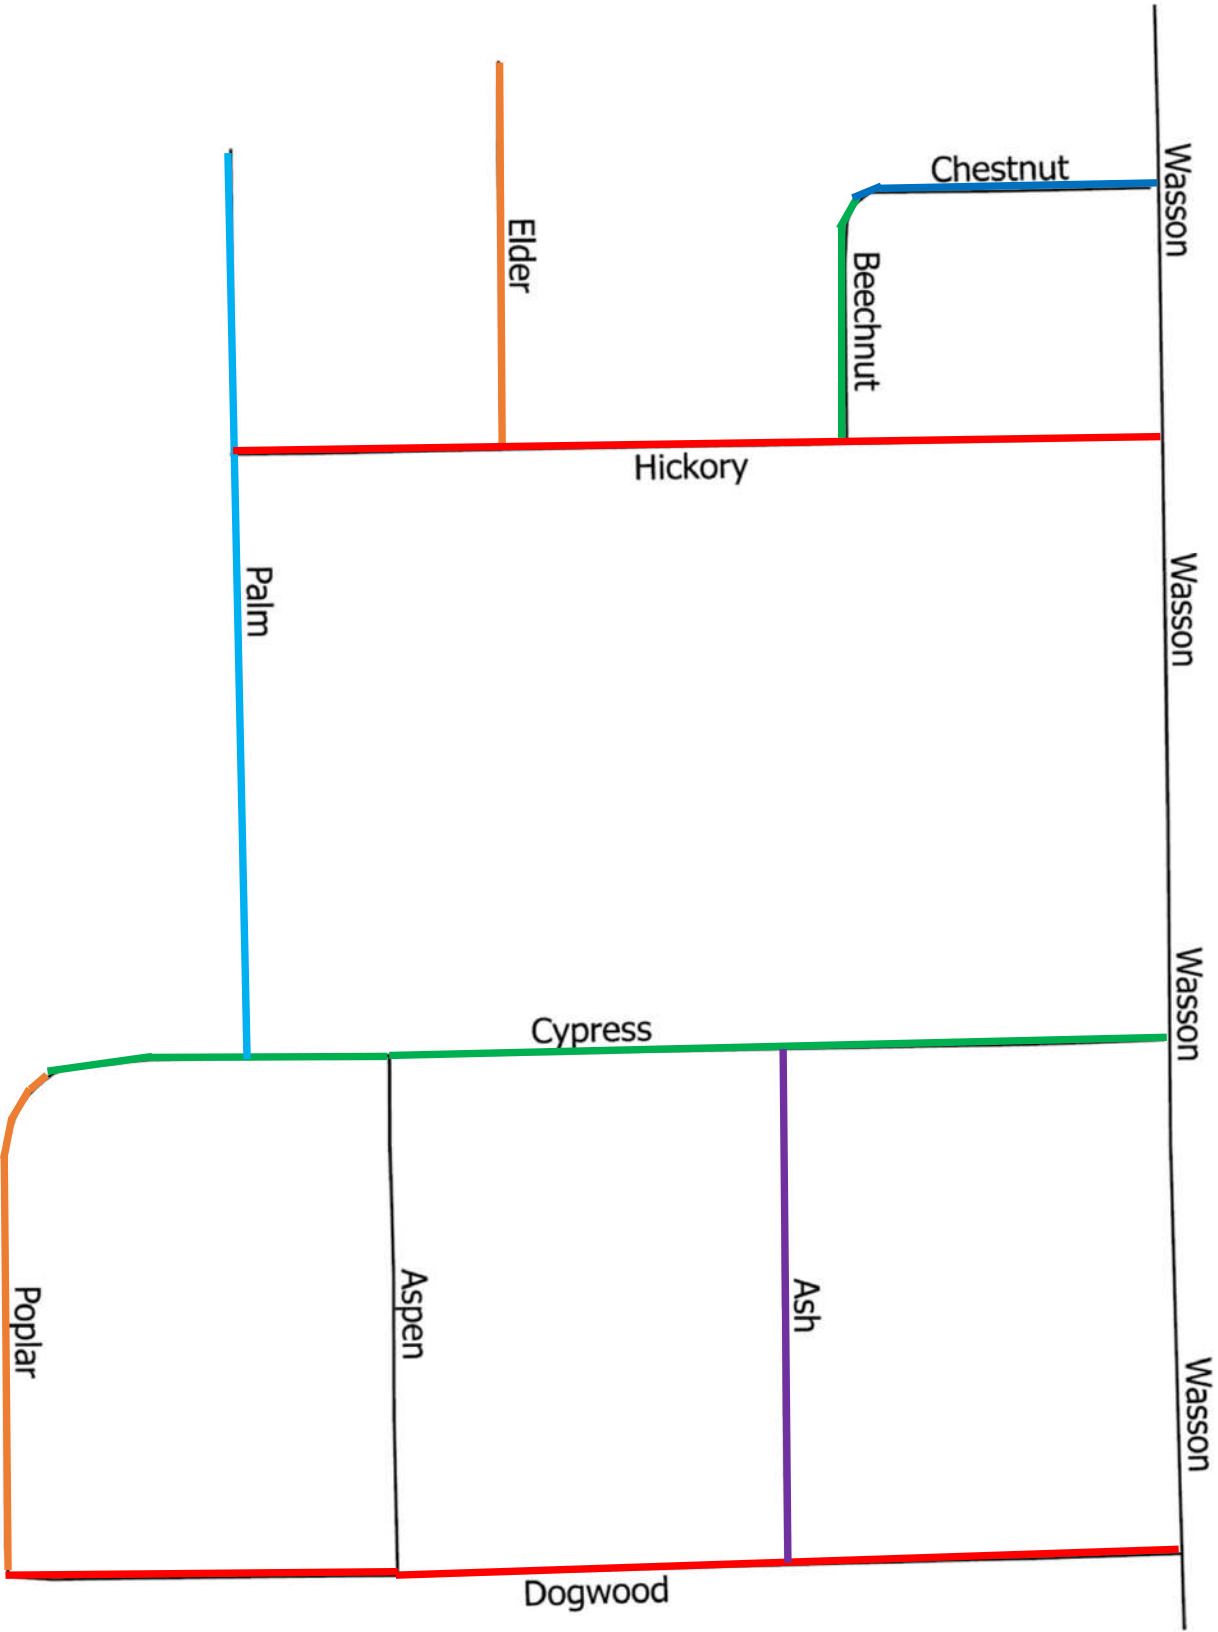 Chestnut
Wasson
Elder
Beechnut
Hickory
Palm
Wasson
Cypress
Wasson
Poplar
Aspen
Ash
Wasson
Dogwood